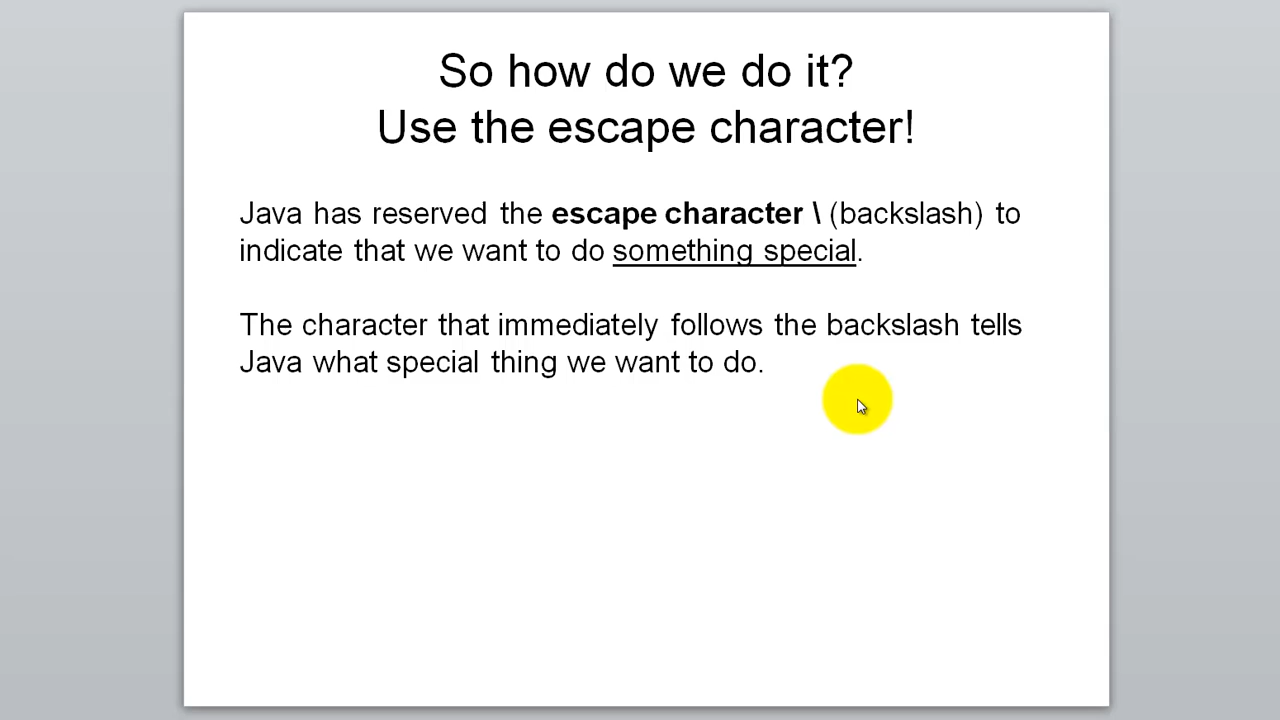 So how do we do it?
Use the escape character!
Java has reserved the escape character \ (backslash) to
indicate that we want to do something special.
The character that immediately follows the backslash tells
Java what special thing we want to do.